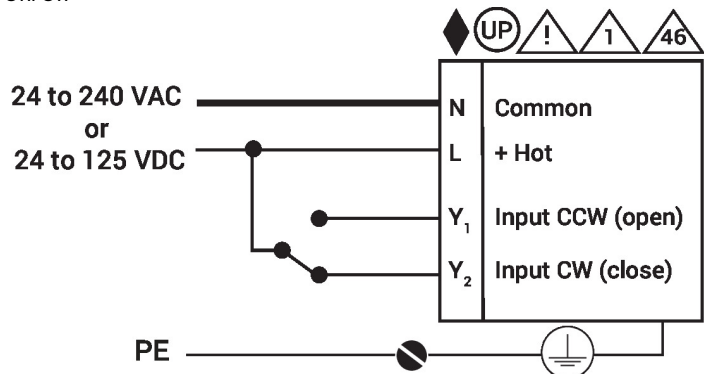 UP ! 1 46
24 to 240 VAC
or
24 to 125 VDC
N Common
L + Hot
Y₁ Input CCW (open)
Y₂ Input CW (close)
PE